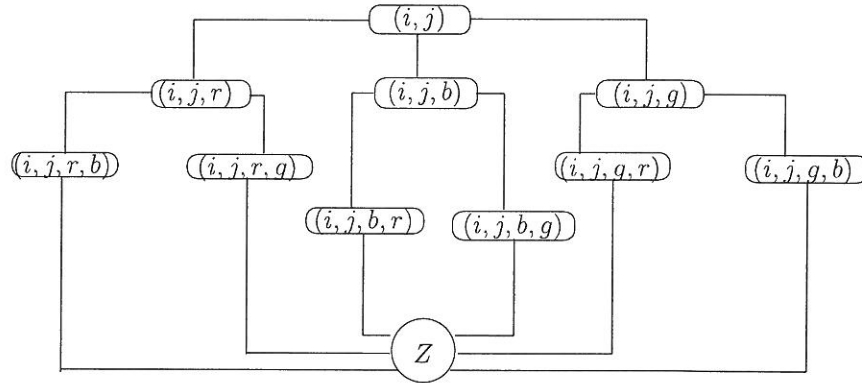 (i, j)
(i, j, r) (i, j, b) (i, j, g)
(i, j, r, b) (i, j, r, g) (i, j, g, r) (i, j, g, b)
(i, j, b, r) (i, j, b, g)
Z